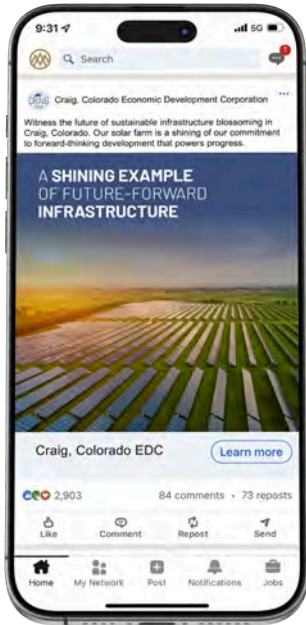 9:31
5G
Search
Craig, Colorado Economic Development Corporation
Witness the future of sustainable infrastructure blossoming in
Craig, Colorado. Our solar farm is a shining of our commitment
to forward-thinking development that powers progress.
A SHINING EXAMPLE
OF FUTURE-FORWARD
INFRASTRUCTURE
Craig, Colorado EDC
Learn more
2,903
84 comments • 73 reposts
Like
Comment
Repost
Send
Home
My Network
Post
Notifications
Jobs